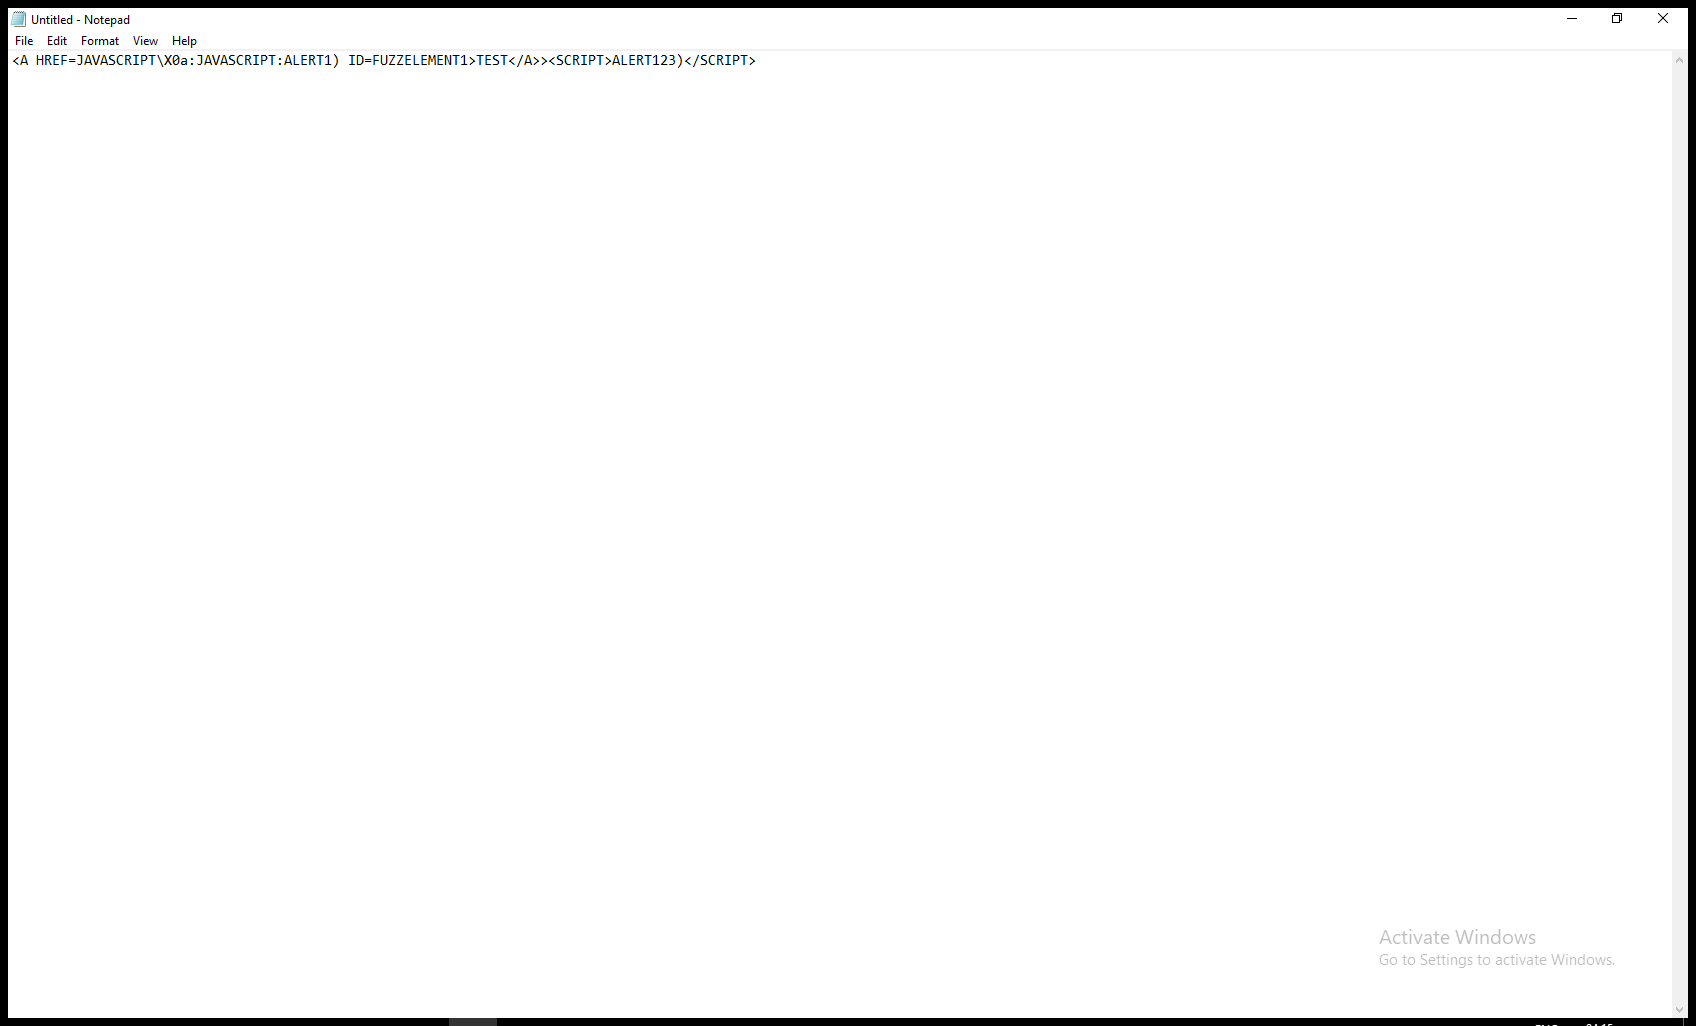 Untitled - Notepad
File Edit Format View Help
<A HREF=JAVASCRIPT\X0a:JAVASCRIPT:ALERT1) ID=FUZZELEMENT1>TEST</A>><SCRIPT>ALERT123)</SCRIPT>
Activate Windows
Go to Settings to activate Windows.